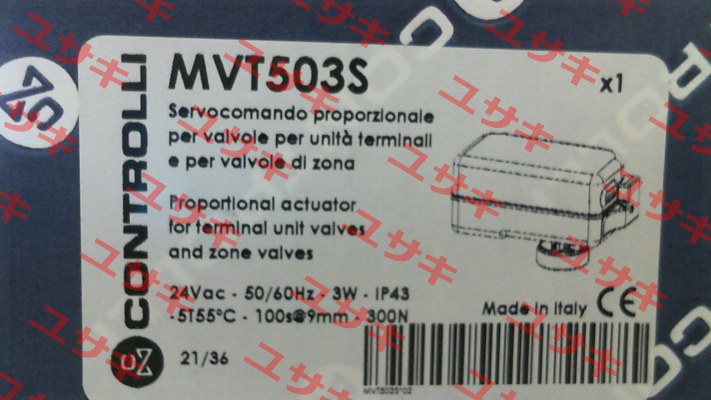 MVT503S
x1
CONTROLLI
Servocomando proporzionale
per valvole per unità terminali
e per valvole di zona
Proportional actuator
for terminal unit valves
and zone valves
24Vac - 50/60Hz - 3W - IP43
-5T55°C - 100s@9mm - 300N
Made in Italy CE
21/36
ユサキ